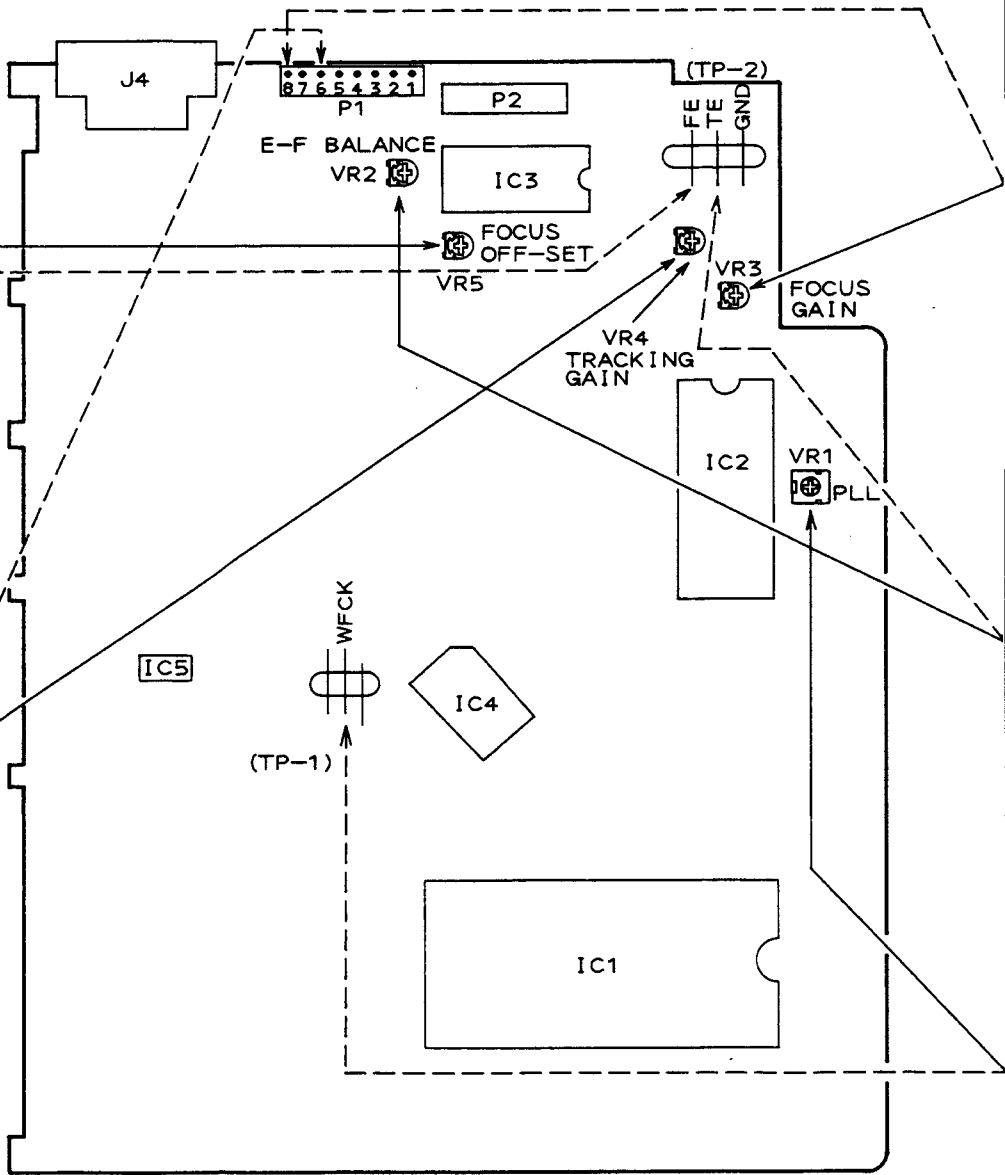 J4
8 7 6 5 4 3 2 1
P1
P2
(TP-2)
FE
TE
GND
E-F BALANCE
VR2
IC3
FOCUS
OFF-SET
VR5
VR3
FOCUS
GAIN
VR4
TRACKING
GAIN
IC2
VR1
PLL
WFCK
IC5
IC4
(TP-1)
IC1